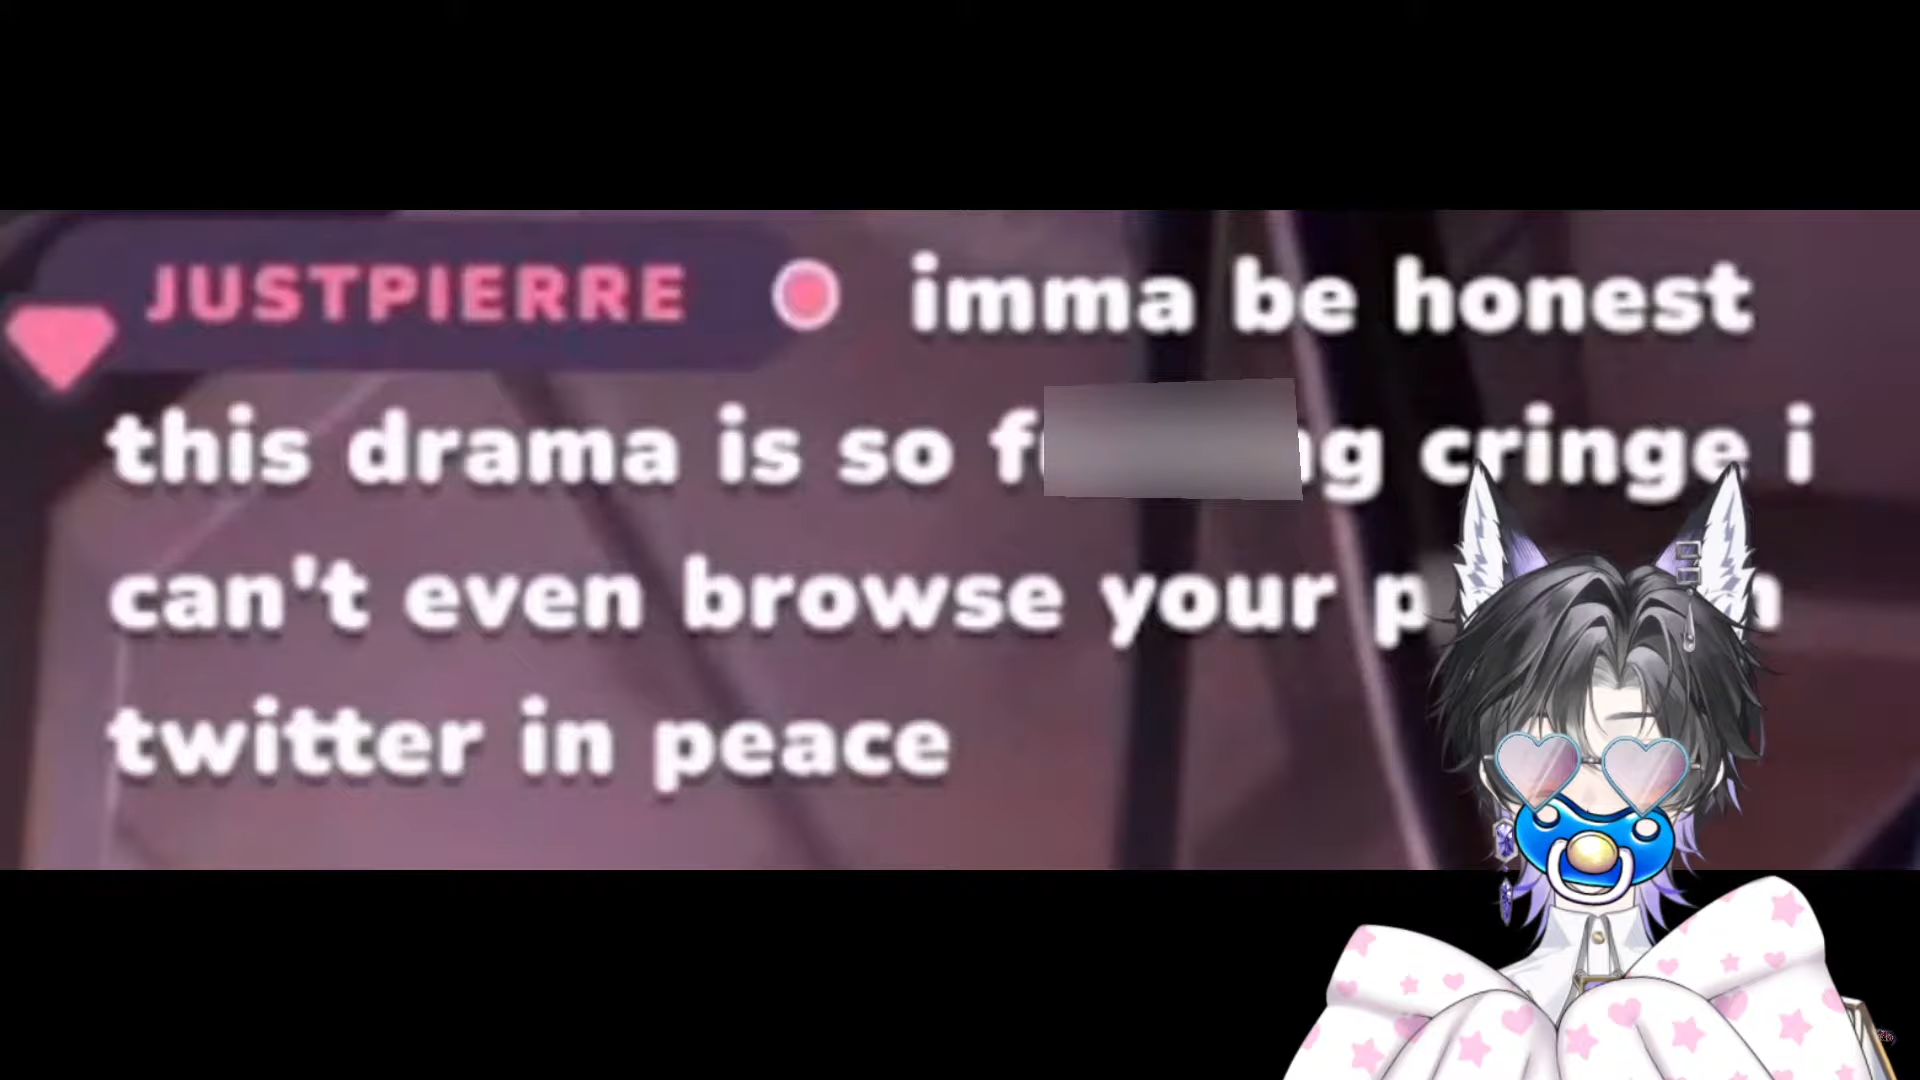 JUSTPIERRE imma be honest
this drama is so cringe i
can't even browse your
twitter in peace